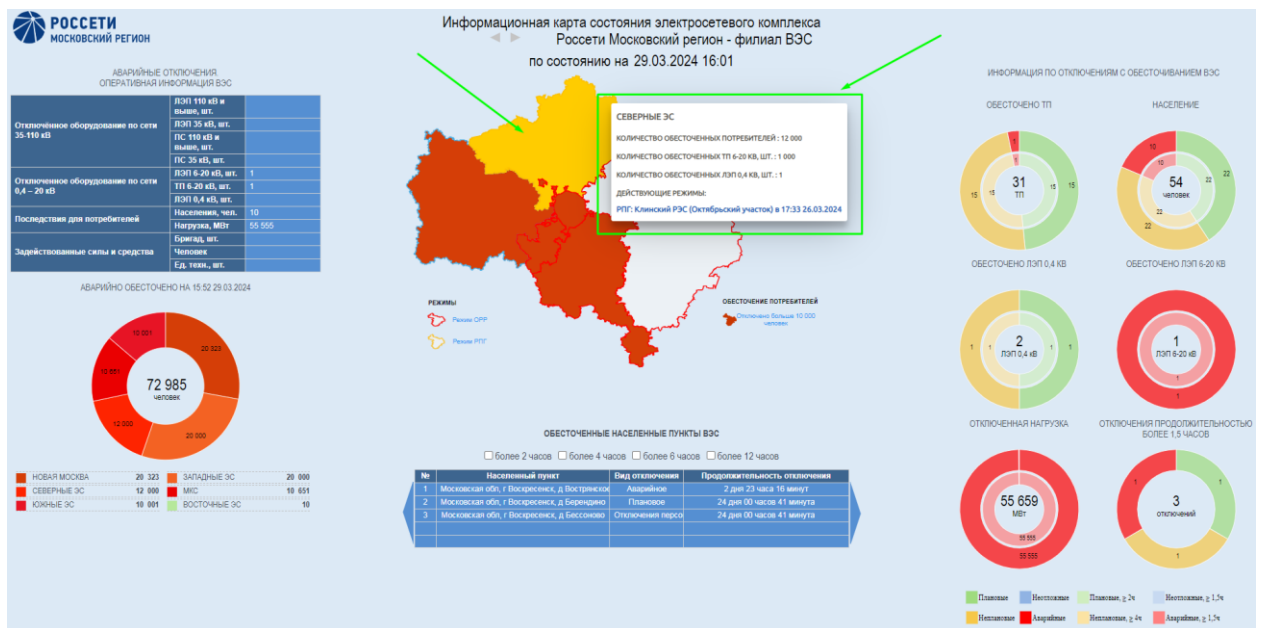 РОССЕТИ
МОСКОВСКИЙ РЕГИОН
Информационная карта состояния электросетевого комплекса
Россети Московский регион - филиал ВЭС
по состоянию на 29.03.2024 16:01
АВАРИЙНЫЕ ОТКЛЮЧЕНИЯ
ОПЕРАТИВНАЯ ИНФОРМАЦИЯ ВЭС
Отключённое оборудование по сети
35-110 кВ
ЛЭП 110 кВ и
выше, шт.
ЛЭП 35 кВ, шт.
ПС 110 кВ и
выше, шт.
ПС 35 кВ, шт.
Отключенное оборудование по сети
0,4 – 20 кВ
ЛЭП 6-20 кВ, шт. 1
ТП 6-20 кВ, шт. 1
ЛЭП 0,4 кВ, шт.
Последствия для потребителей
Населения, чел. 10
Нагрузка, МВт 55 555
Задействованные силы и средства
Бригад, шт.
Человек
Ед. техн., шт.
АВАРИЙНО ОБЕСТОЧЕНО НА 15:52 29.03.2024
10 001
20 323
10 651
72 985
человек
12 000
20 000
НОВАЯ МОСКВА 20 323 ЗАПАДНЫЕ ЭС 20 000
СЕВЕРНЫЕ ЭС 12 000 МКС 10 651
ЮЖНЫЕ ЭС 10 001 ВОСТОЧНЫЕ ЭС 10
СЕВЕРНЫЕ ЭС
КОЛИЧЕСТВО ОБЕСТОЧЕННЫХ ПОТРЕБИТЕЛЕЙ : 12 000
КОЛИЧЕСТВО ОБЕСТОЧЕННЫХ ТП 6-20 КВ, ШТ. : 1 000
КОЛИЧЕСТВО ОБЕСТОЧЕННЫХ ЛЭП 0,4 КВ, ШТ. : 1
ДЕЙСТВУЮЩИЕ РЕЖИМЫ:
РПГ: Клинский РЭС (Октябрьский участок) в 17:33 26.03.2024
РЕЖИМЫ
Режим ОРР
Режим РПГ
ОБЕСТОЧЕНИЕ ПОТРЕБИТЕЛЕЙ
Отключено больше 10 000
человек
ОБЕСТОЧЕННЫЕ НАСЕЛЕННЫЕ ПУНКТЫ ВЭС
более 2 часов более 4 часов более 6 часов более 12 часов
№ Населенный пункт Вид отключения Продолжительность отключения
1 Московская обл, г Воскресенск, д Вострянское Аварийное 2 дня 23 часа 16 минут
2 Московская обл, г Воскресенск, д Берендино Плановое 24 дня 00 часов 41 минута
3 Московская обл, г Воскресенск, д Бессоново Отключения персо 24 дня 00 часов 41 минута
ИНФОРМАЦИЯ ПО ОТКЛЮЧЕНИЯМ С ОБЕСТОЧИВАНИЕМ ВЭС
ОБЕСТОЧЕНО ТП
1
1
15 15
31
ТП
15 15
НАСЕЛЕНИЕ
10
10
54
человек
22 22
22
22
ОБЕСТОЧЕНО ЛЭП 0,4 КВ
1 1
2
ЛЭП 0,4 кВ
1 1
ОБЕСТОЧЕНО ЛЭП 6-20 КВ
1
ЛЭП 6-20 кВ
1
1
ОТКЛЮЧЕННАЯ НАГРУЗКА
55 659
МВт
55 555
55 555
ОТКЛЮЧЕНИЯ ПРОДОЛЖИТЕЛЬНОСТЬЮ
БОЛЕЕ 1,5 ЧАСОВ
1 1
3
отключений
1
Плановые Неотложные Плановые, ≥ 2ч Неотложные, ≥ 1,5ч
Неплановые Аварийные Неплановые, ≥ 4ч Аварийные, ≥ 1,5ч